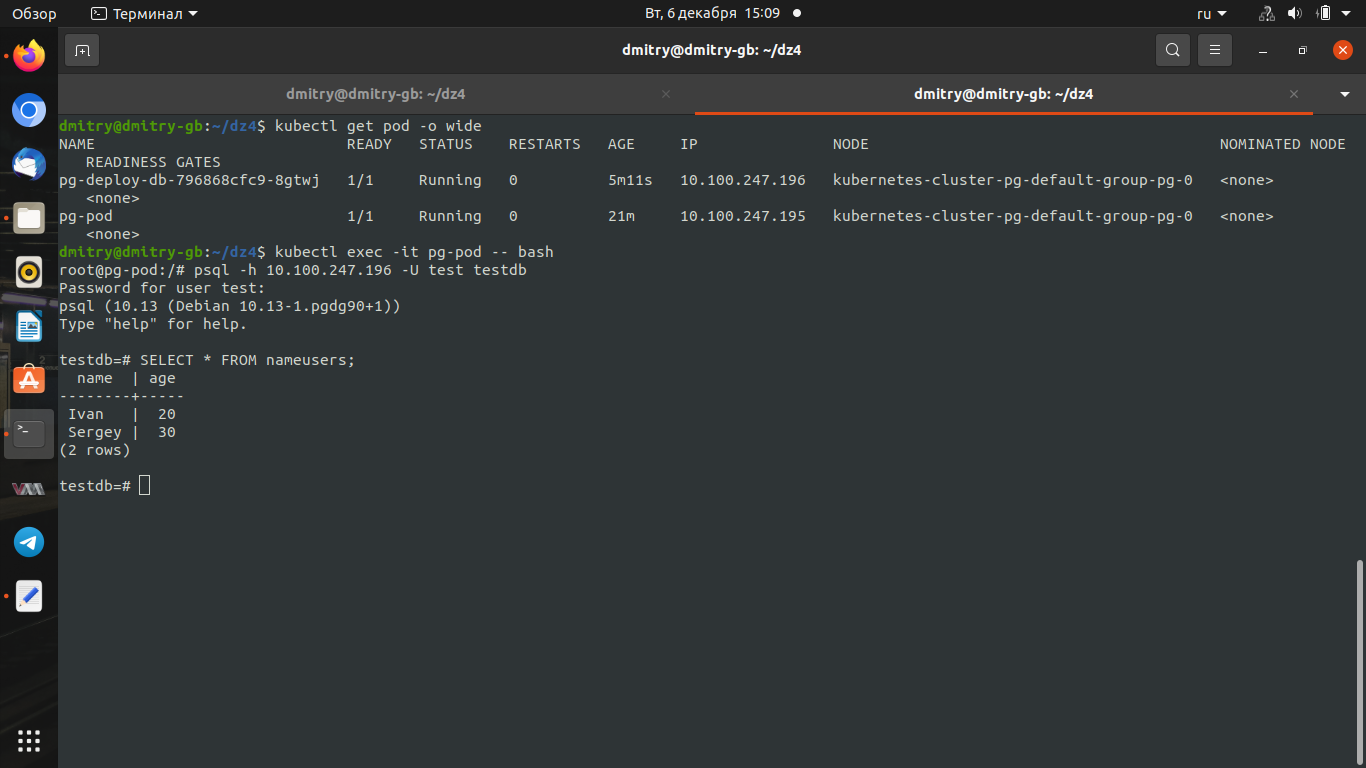 Обзор
Терминал
Вт, 6 декабря 15:09
ru
dmitry@dmitry-gb: ~/dz4
dmitry@dmitry-gb: ~/dz4
dmitry@dmitry-gb: ~/dz4
dmitry@dmitry-gb:~/dz4$ kubectl get pod -o wide
NAME READY STATUS RESTARTS AGE IP NODE NOMINATED NODE
READINESS GATES
pg-deploy-db-796868cfc9-8gtwj 1/1 Running 0 5m11s 10.100.247.196 kubernetes-cluster-pg-default-group-pg-0 <none>
<none>
pg-pod 1/1 Running 0 21m 10.100.247.195 kubernetes-cluster-pg-default-group-pg-0 <none>
<none>
dmitry@dmitry-gb:~/dz4$ kubectl exec -it pg-pod -- bash
root@pg-pod:/# psql -h 10.100.247.196 -U test testdb
Password for user test:
psql (10.13 (Debian 10.13-1.pgdg90+1))
Type "help" for help.
testdb=# SELECT * FROM nameusers;
name | age
--------+-----
Ivan | 20
Sergey | 30
(2 rows)
testdb=#